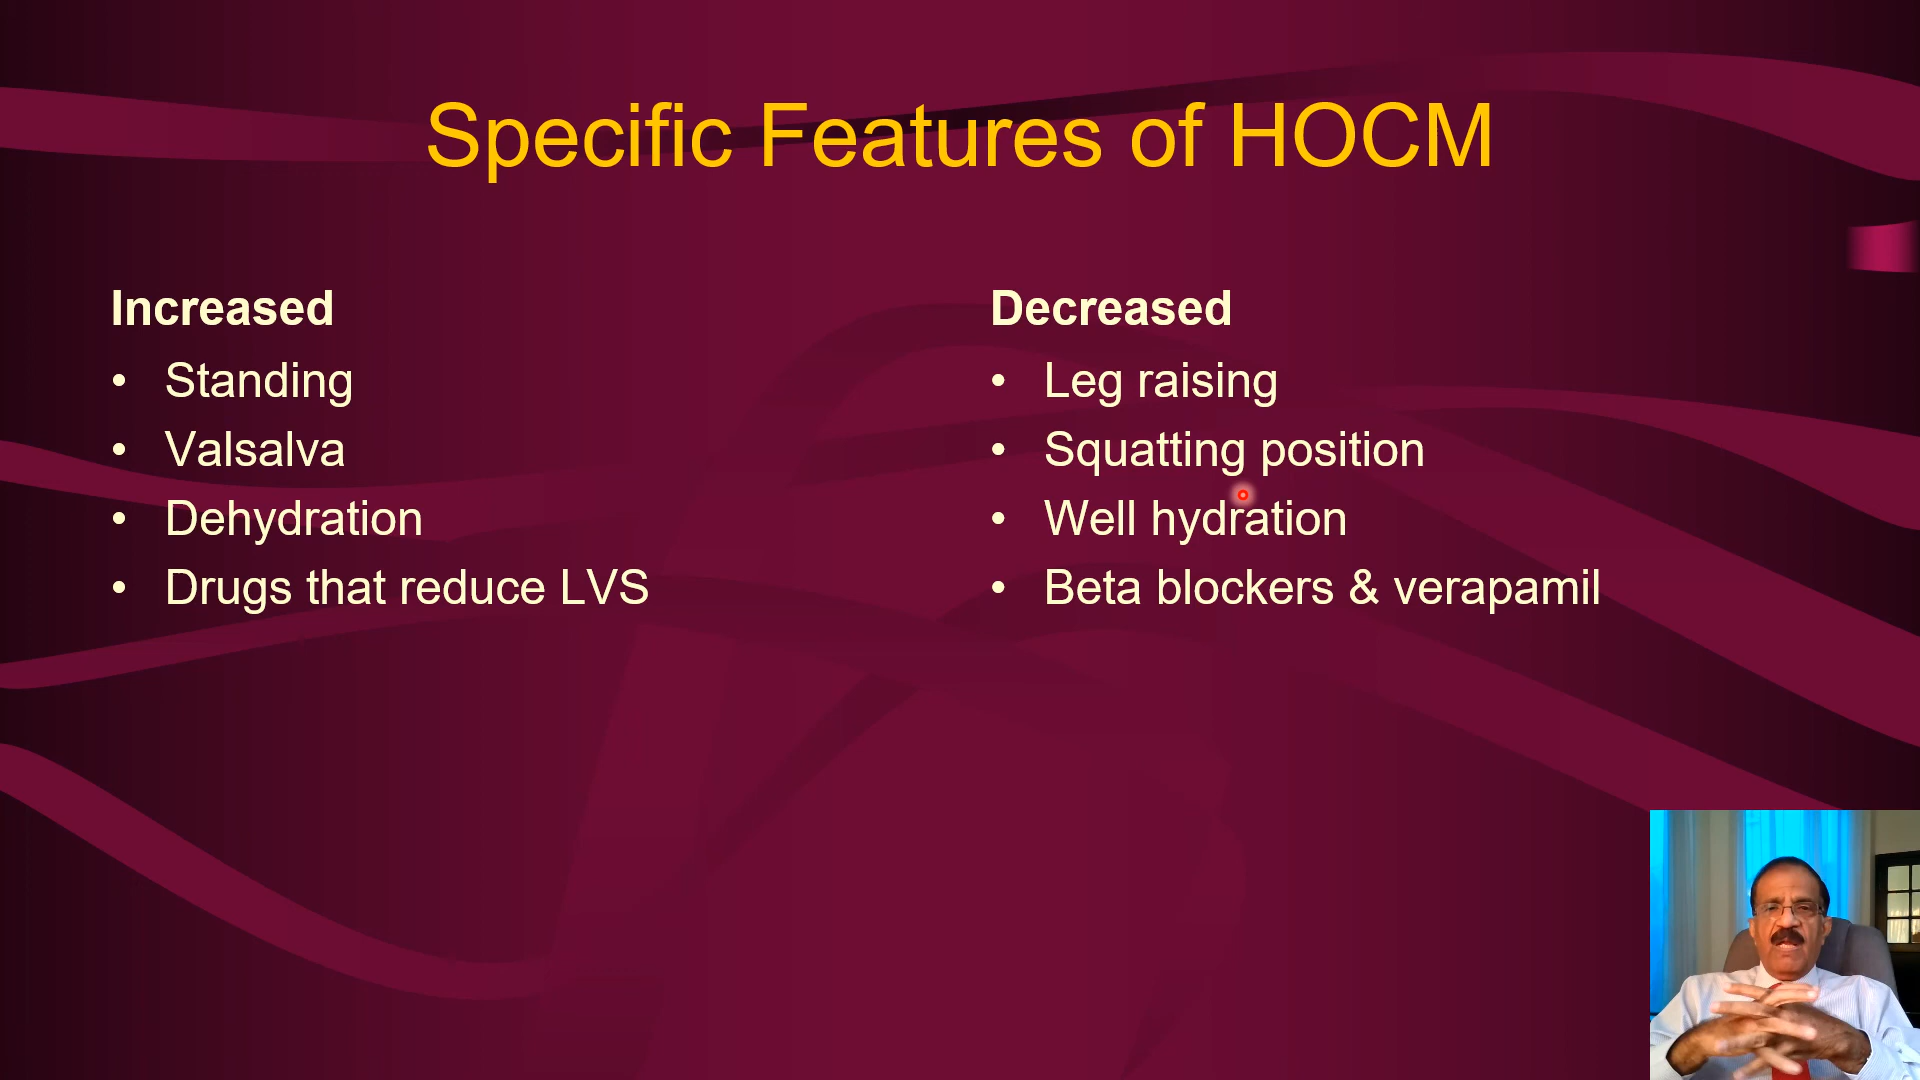 Specific Features of HOCM
Increased
• Standing
• Valsalva
• Dehydration
• Drugs that reduce LVS
Decreased
• Leg raising
• Squatting position
• Well hydration
• Beta blockers & verapamil